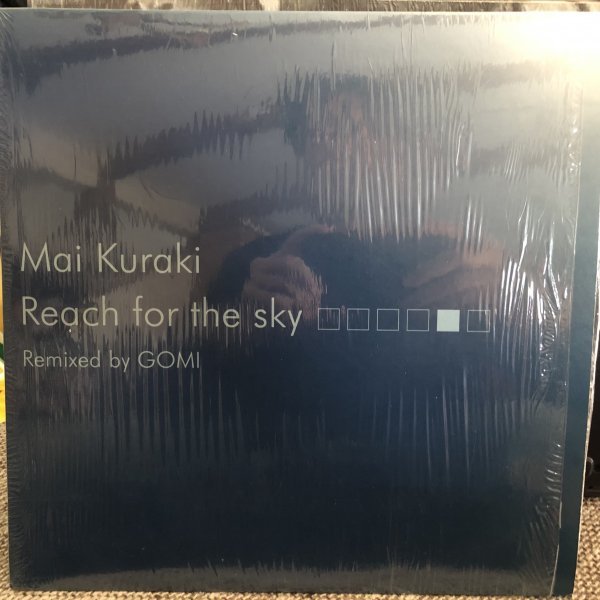 Mai Kuraki
Reach for the sky
Remixed by GOMI